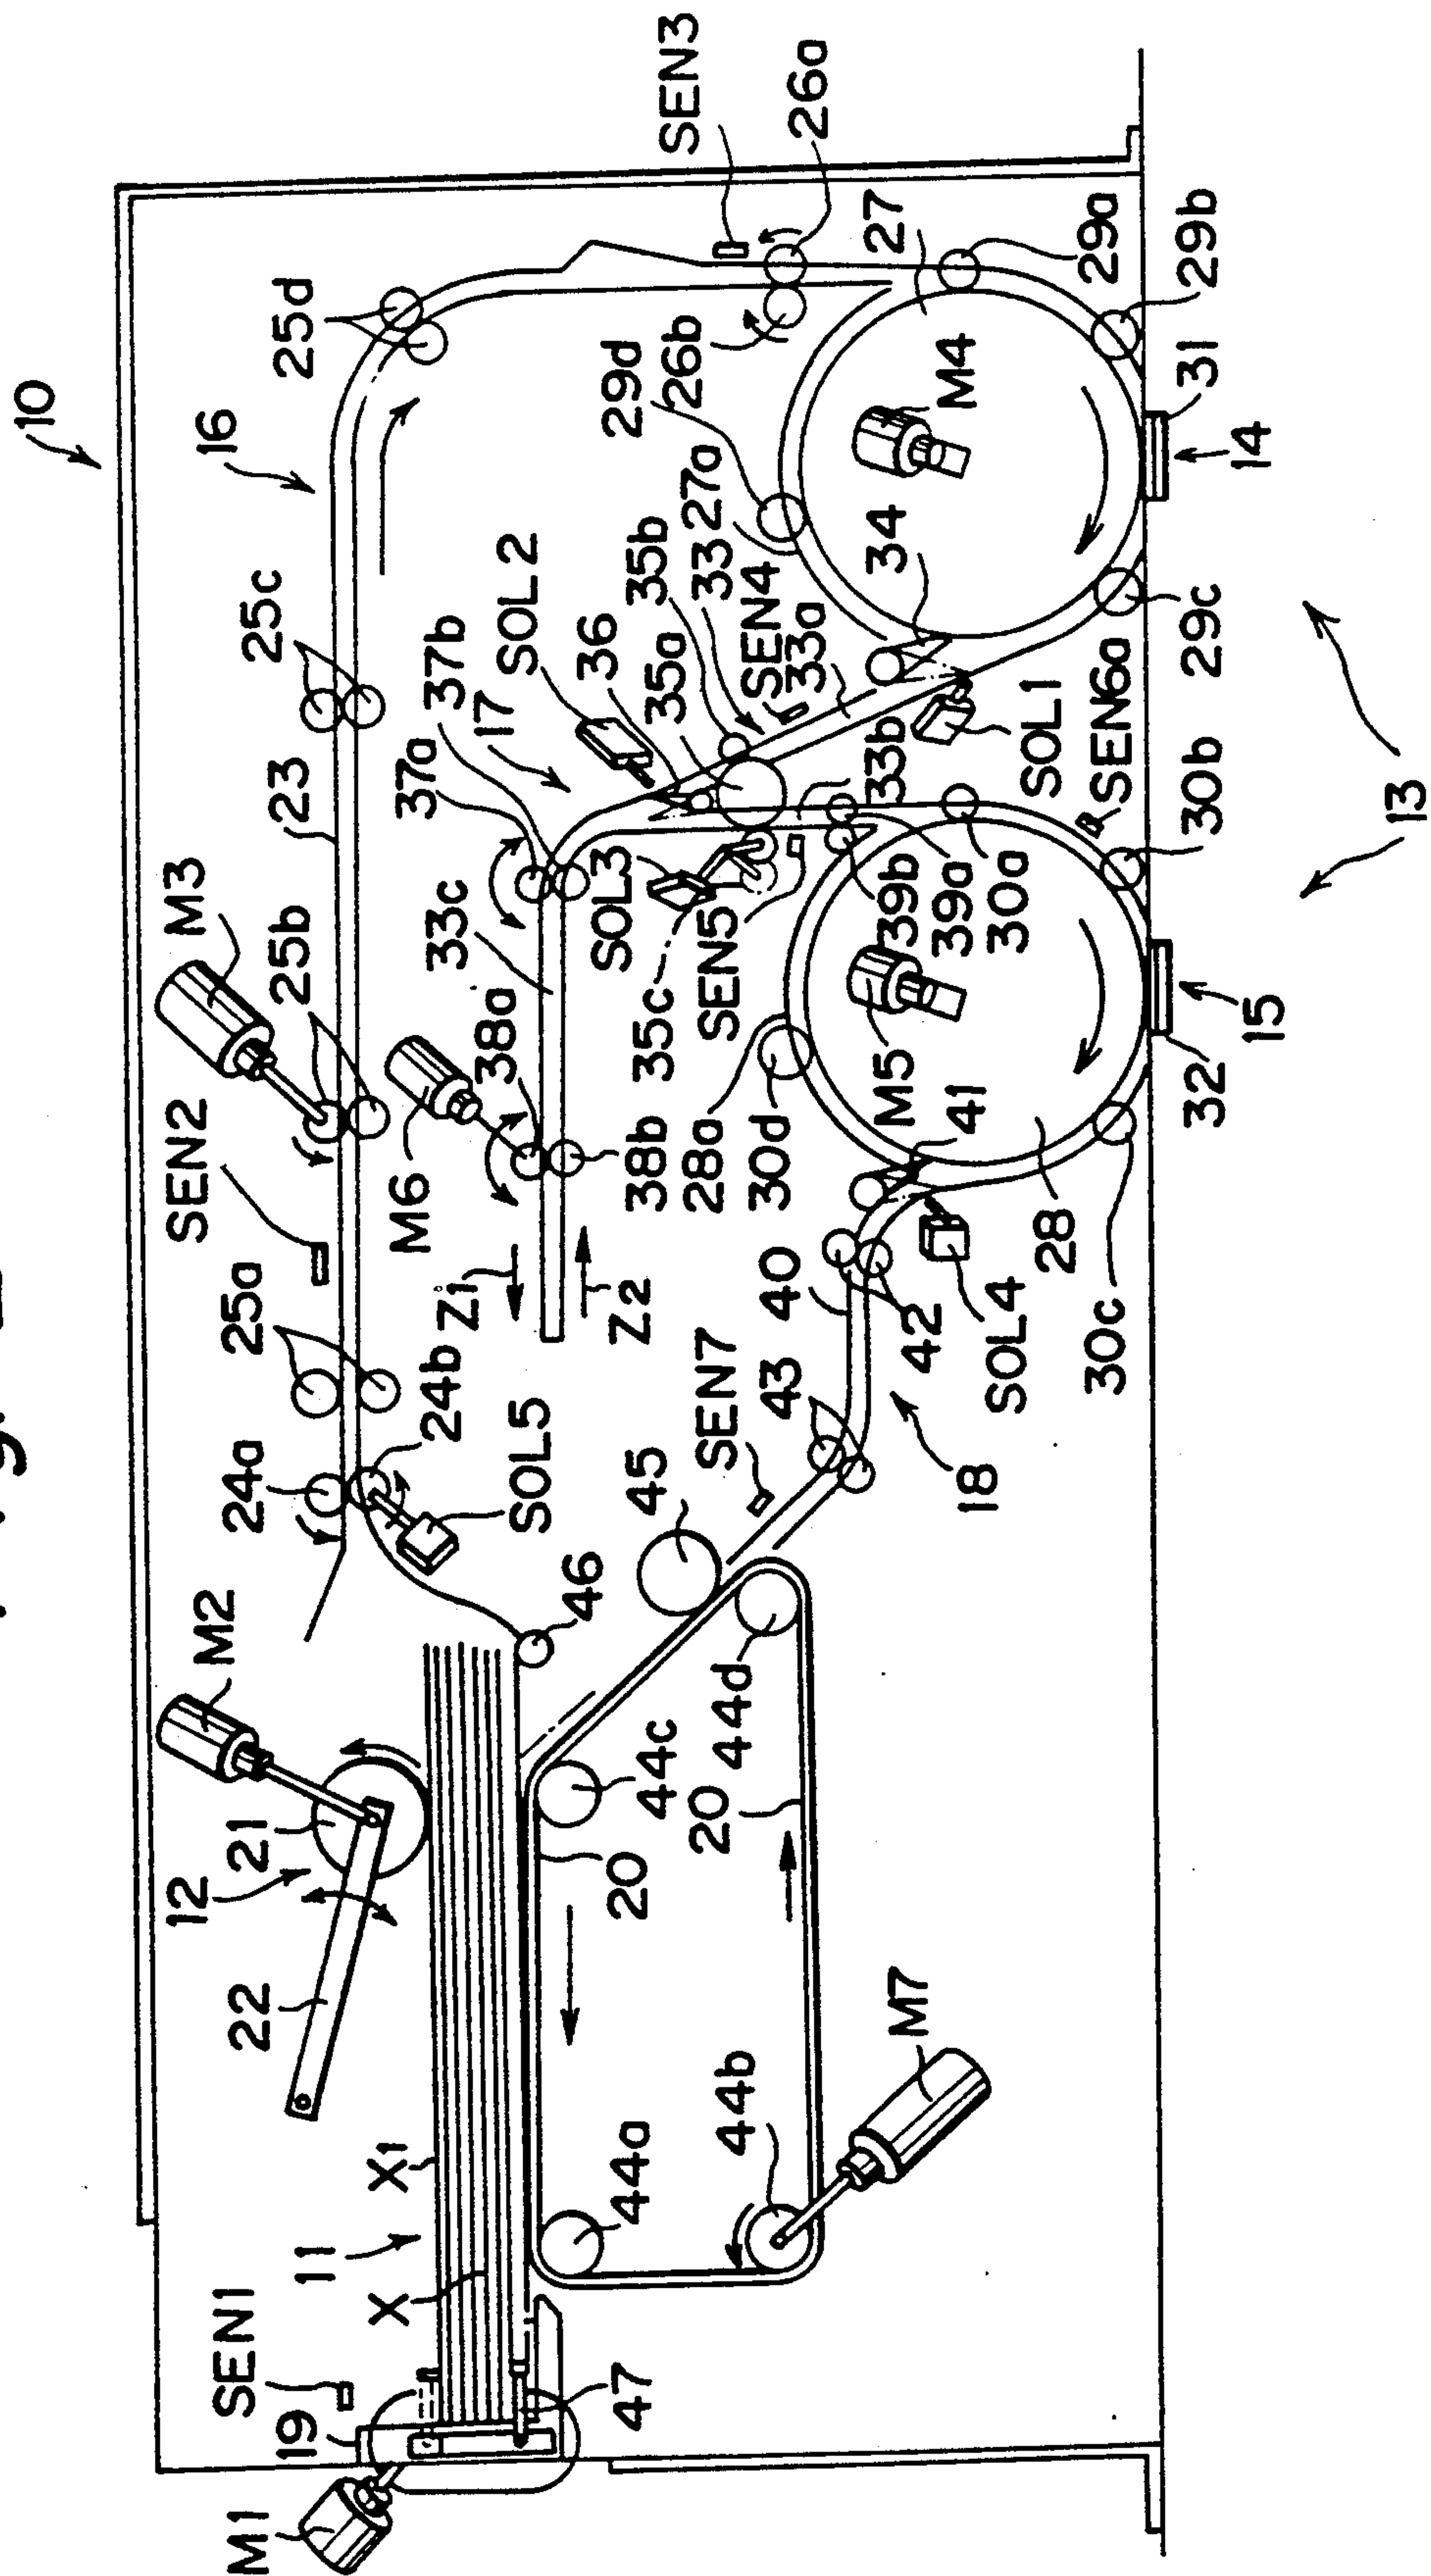 10
16
SEN3
26a
25d
27
29a
29b
26b
29d
M4
31
14
25c
SOL2
35b
27a
33
SEN4
33a
34
29c
36
35a
37b
17
37a
23
33b
SOL1
SEN6a
30b
13
M3
25b
33c
SOL3
35c
SEN5
39b
39a
30a
38a
M6
SEN2
38b
28a
30d
M5
41
32
15
28
Z1
Z2
40
42
SOL4
30c
25a
24b
24a
SOL5
SEN7
43
45
18
46
M2
44c
44d
21
12
20
20
22
M7
44b
44a
X1
11
X
SEN1
19
47
M1